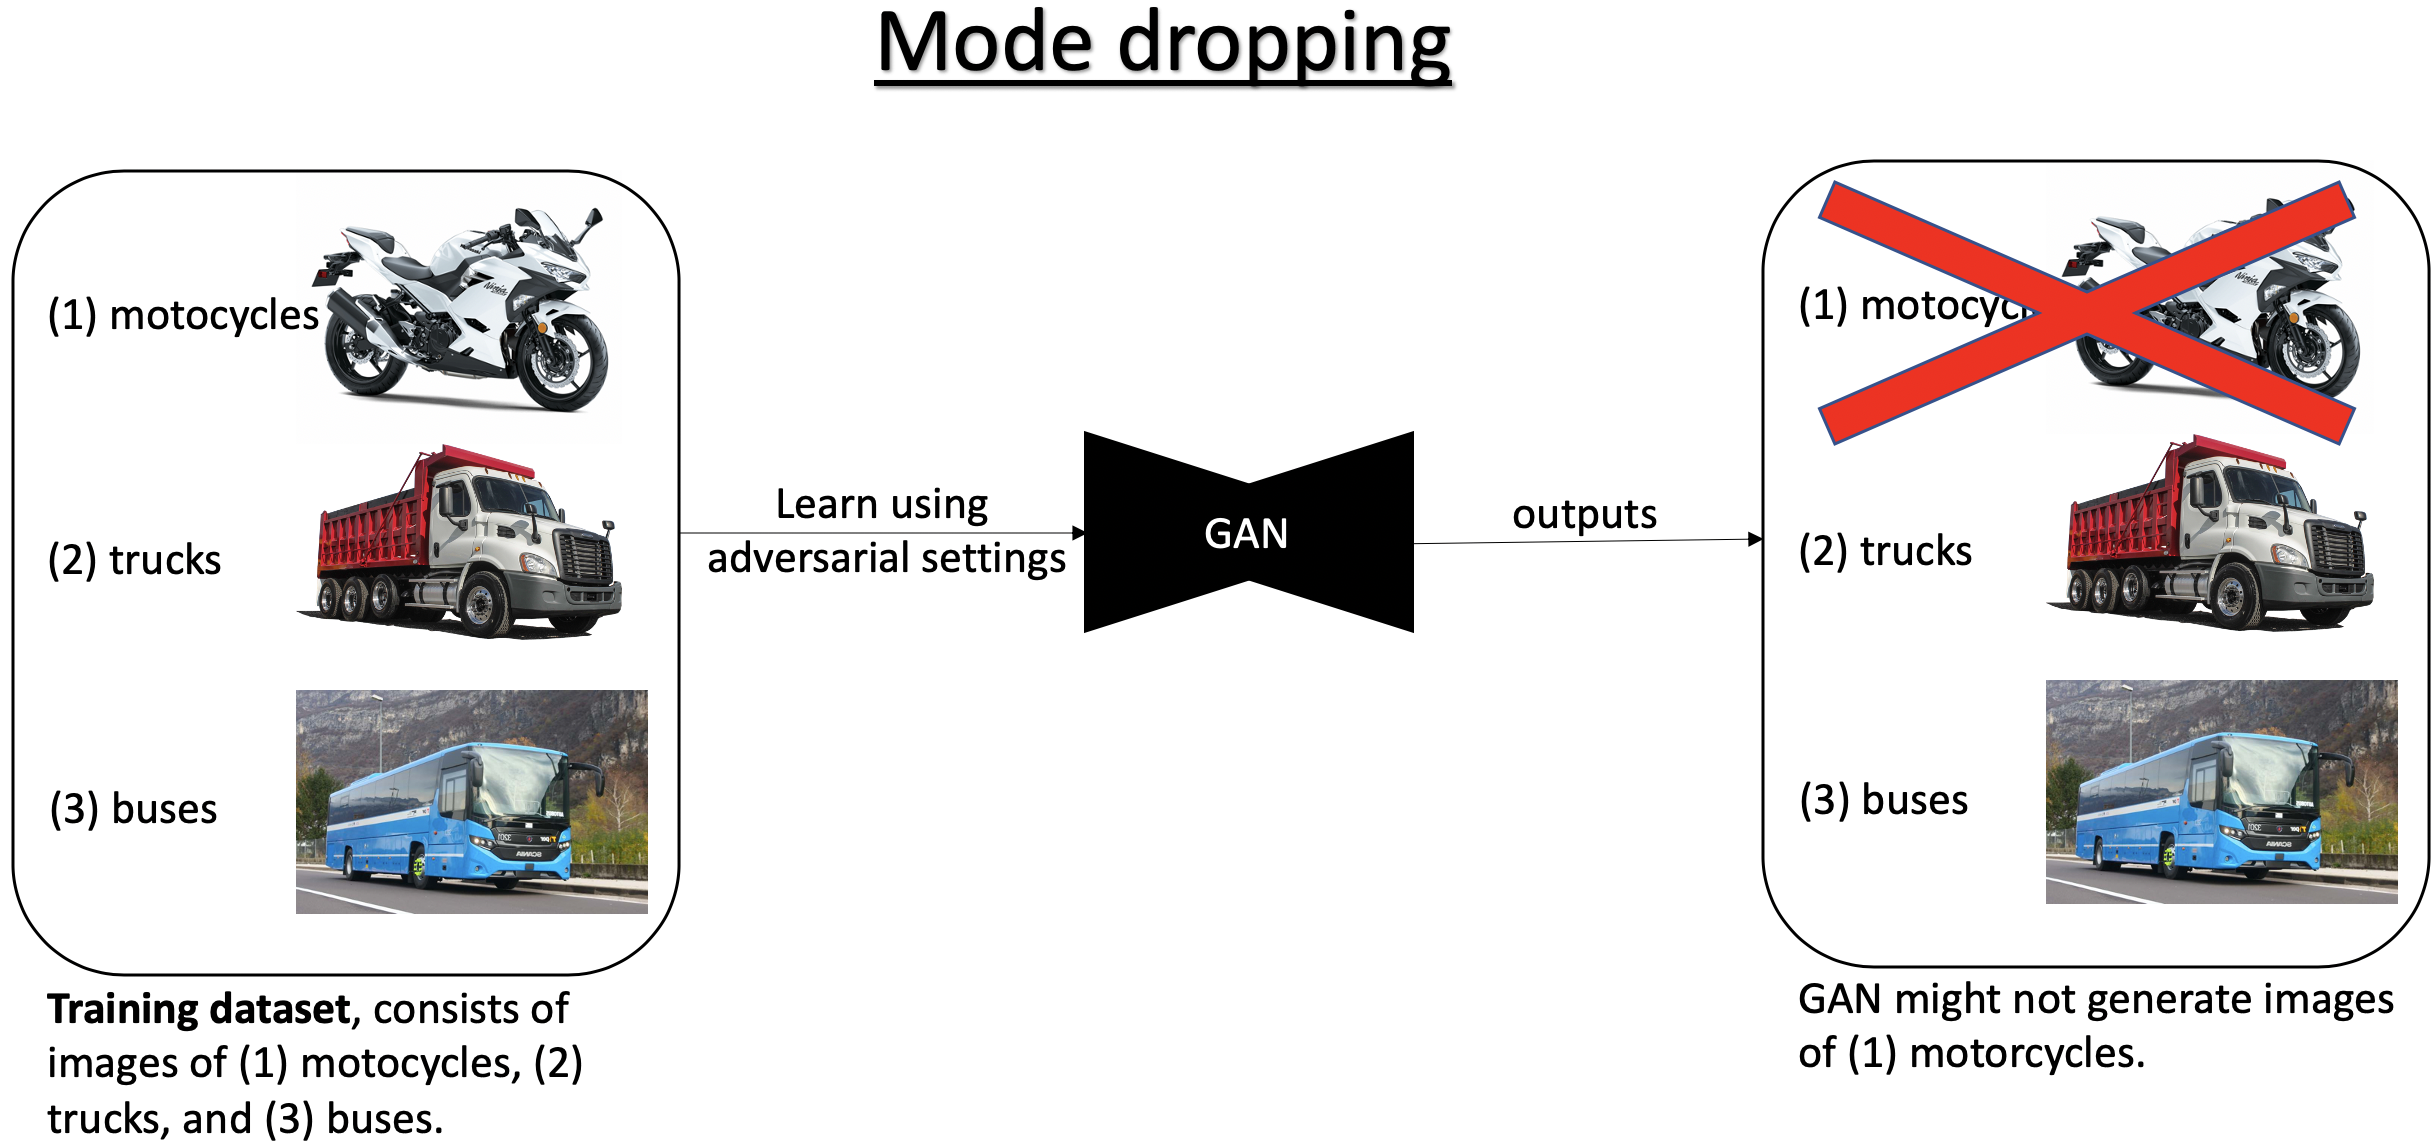 Mode dropping
(1) motocycles
Ninja
(2) trucks
(3) buses
Training dataset, consists of
images of (1) motocycles, (2)
trucks, and (3) buses.
Learn using
adversarial settings
GAN
outputs
(1) motocycl
(2) trucks
(3) buses
GAN might not generate images
of (1) motorcycles.